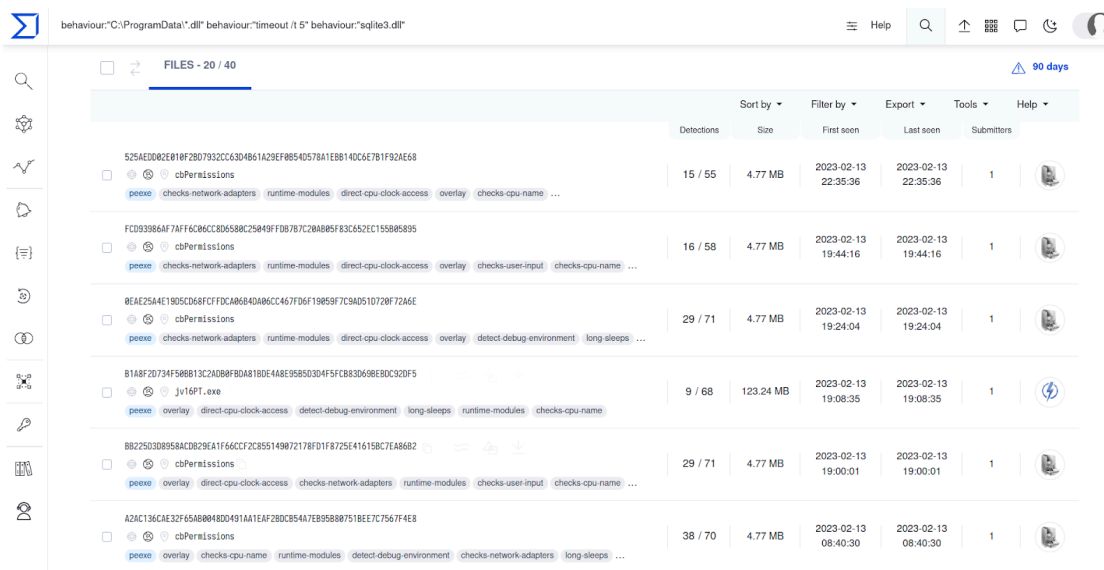 behaviour:"C:\ProgramData\*.dll" behaviour:"timeout /t 5" behaviour:"sqlite3.dll"
Help
FILES - 20 / 40
90 days
Sort by
Filter by
Export
Tools
Help
Detections
Size
First seen
Last seen
Submitters
525AEDD02E010F2BD7932CC63D4B61A29EF0B54D578A1EBB14DC6E7B1F92AE68
cbPermissions
peexe checks-network-adapters runtime-modules direct-cpu-clock-access overlay checks-cpu-name ...
15 / 55
4.77 MB
2023-02-13
22:35:36
2023-02-13
22:35:36
1
FCD93986AF7AFF6C06CC8D6580C25049FFDB7B7C20AB05F83C652EC155B05895
cbPermissions
peexe checks-network-adapters runtime-modules direct-cpu-clock-access overlay checks-user-input checks-cpu-name ...
16 / 58
4.77 MB
2023-02-13
19:44:16
2023-02-13
19:44:16
1
0EAE25A4E19D5CD68FCFFDCA06B4DA06CC467FD6F19059F7C9AD51D720F72A6E
cbPermissions
peexe checks-network-adapters runtime-modules direct-cpu-clock-access overlay detect-debug-environment long-sleeps ...
29 / 71
4.77 MB
2023-02-13
19:24:04
2023-02-13
19:24:04
1
B1A8F2D734F50BB13C2ADB0FBDA81BDE4A8E95B5D3D4F5FCB83D69BEBDC92DF5
jv16PT.exe
peexe overlay direct-cpu-clock-access detect-debug-environment long-sleeps runtime-modules checks-cpu-name
9 / 68
123.24 MB
2023-02-13
19:08:35
2023-02-13
19:08:35
1
BB225D3D8958ACDB29EA1F66CCF2C855149072178FD1F8725E41615BC7EA86B2
cbPermissions
peexe overlay direct-cpu-clock-access checks-network-adapters runtime-modules checks-user-input checks-cpu-name ...
29 / 71
4.77 MB
2023-02-13
19:00:01
2023-02-13
19:00:01
1
A2AC136CAE32F65AB0048DD491AA1EAF2BDCB54A7EB95B80751BEE7C7567F4E8
cbPermissions
peexe overlay checks-cpu-name runtime-modules detect-debug-environment checks-network-adapters long-sleeps ...
38 / 70
4.77 MB
2023-02-13
08:40:30
2023-02-13
08:40:30
1